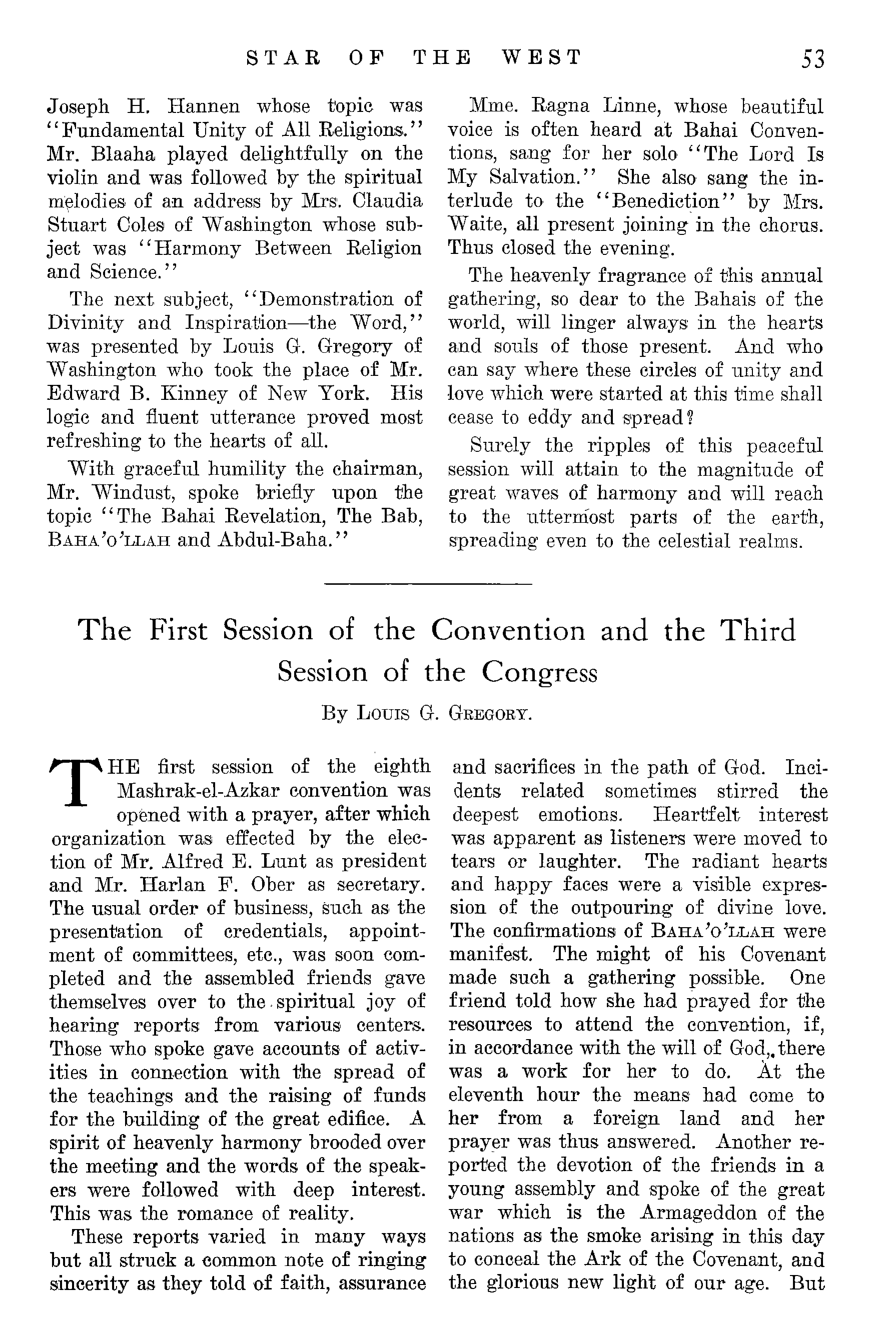 STAR OF THE WEST 53
Joseph H. Hannen whose topic was
"Fundamental Unity of All Religions."
Mr. Blaaha played delightfully on the
violin and was followed by the spiritual
melodies of an address by Mrs. Claudia
Stuart Coles of Washington whose sub-
ject was "Harmony Between Religion
and Science."
The next subject, "Demonstration of
Divinity and Inspiration—the Word,"
was presented by Louis G. Gregory of
Washington who took the place of Mr.
Edward B. Kinney of New York. His
logic and fluent utterance proved most
refreshing to the hearts of all.
With graceful humility the chairman,
Mr. Windust, spoke briefly upon the
topic "The Bahai Revelation, The Bab,
BAHA'O'LLAH and Abdul-Baha."
Mme. Ragna Linne, whose beautiful
voice is often heard at Bahai Conven-
tions, sang for her solo "The Lord Is
My Salvation." She also sang the in-
terlude to the "Benediction" by Mrs.
Waite, all present joining in the chorus.
Thus closed the evening.
The heavenly fragrance of this annual
gathering, so dear to the Bahais of the
world, will linger always in the hearts
and souls of those present. And who
can say where these circles of unity and
love which were started at this time shall
cease to eddy and spread?
Surely the ripples of this peaceful
session will attain to the magnitude of
great waves of harmony and will reach
to the uttermost parts of the earth,
spreading even to the celestial realms.
The First Session of the Convention and the Third
Session of the Congress
By LOUIS G. GREGORY.
THE first session of the eighth
Mashrak-el-Azkar convention was
opened with a prayer, after which
organization was effected by the elec-
tion of Mr. Alfred E. Lunt as president
and Mr. Harlan F. Ober as secretary.
The usual order of business, such as the
presentation of credentials, appoint-
ment of committees, etc., was soon com-
pleted and the assembled friends gave
themselves over to the spiritual joy of
hearing reports from various centers.
Those who spoke gave accounts of activ-
ities in connection with the spread of
the teachings and the raising of funds
for the building of the great edifice. A
spirit of heavenly harmony brooded over
the meeting and the words of the speak-
ers were followed with deep interest.
This was the romance of reality.
These reports varied in many ways
but all struck a common note of ringing
sincerity as they told of faith, assurance
and sacrifices in the path of God. Inci-
dents related sometimes stirred the
deepest emotions. Heartfelt interest
was apparent as listeners were moved to
tears or laughter. The radiant hearts
and happy faces were a visible expres-
sion of the outpouring of divine love.
The confirmations of BAHA'O'LLAH were
manifest. The might of his Covenant
made such a gathering possible. One
friend told how she had prayed for the
resources to attend the convention, if,
in accordance with the will of God, there
was a work for her to do. At the
eleventh hour the means had come to
her from a foreign land and her
prayer was thus answered. Another re-
ported the devotion of the friends in a
young assembly and spoke of the great
war which is the Armageddon of the
nations as the smoke arising in this day
to conceal the Ark of the Covenant, and
the glorious new light of our age. But